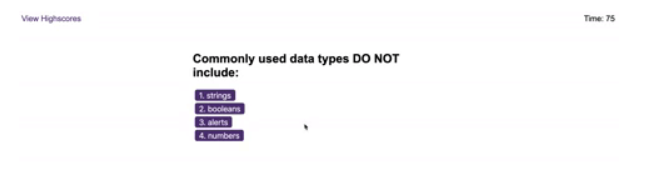 View Highscores
Time: 75
Commonly used data types DO NOT
include:
1. strings
2. booleans
3. alerts
4. numbers